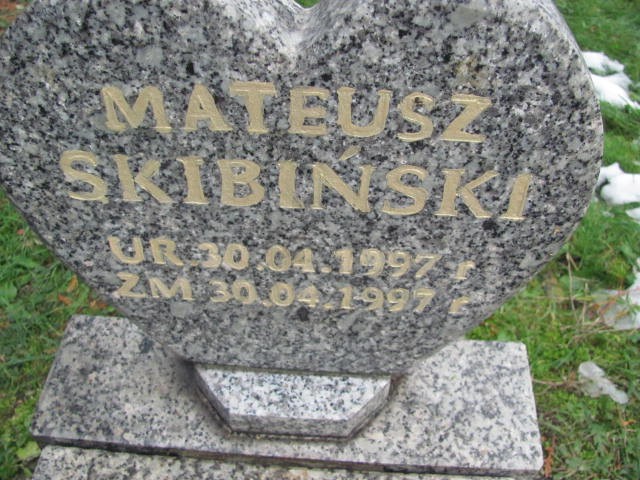 MATEUSZ
SKIBIŃSKI
UR.30.04.1997 r
ZM 30.04.1997 r